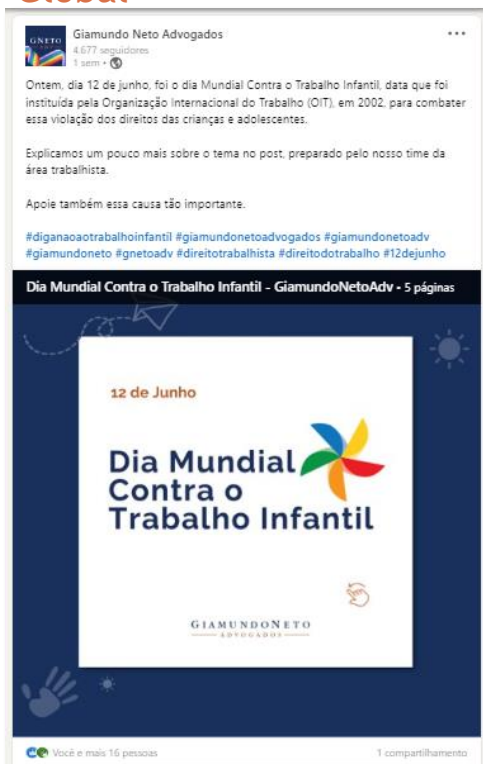 Global
GNETO
Giamundo Neto Advogados
4.677 seguidores
1 sem •
Ontem, dia 12 de junho, foi o dia Mundial Contra o Trabalho Infantil, data que foi
instituída pela Organização Internacional do Trabalho (OIT), em 2002, para combater
essa violação dos direitos das crianças e adolescentes.
Explicamos um pouco mais sobre o tema no post, preparado pelo nosso time da
área trabalhista.
Apoie também essa causa tão importante.
#diganaoaotrabalhoinfantil #giamundonetoadvogados #giamundonetoadv
#giamundoneto #gnetoadv #direitotrabalhista #direitodotrabalho #12dejunho
Dia Mundial Contra o Trabalho Infantil - GiamundoNetoAdv • 5 páginas
12 de Junho
Dia Mundial
Contra o
Trabalho Infantil
GIAMUNDONETO
ADVOGADOS
Você e mais 16 pessoas
1 compartilhamento